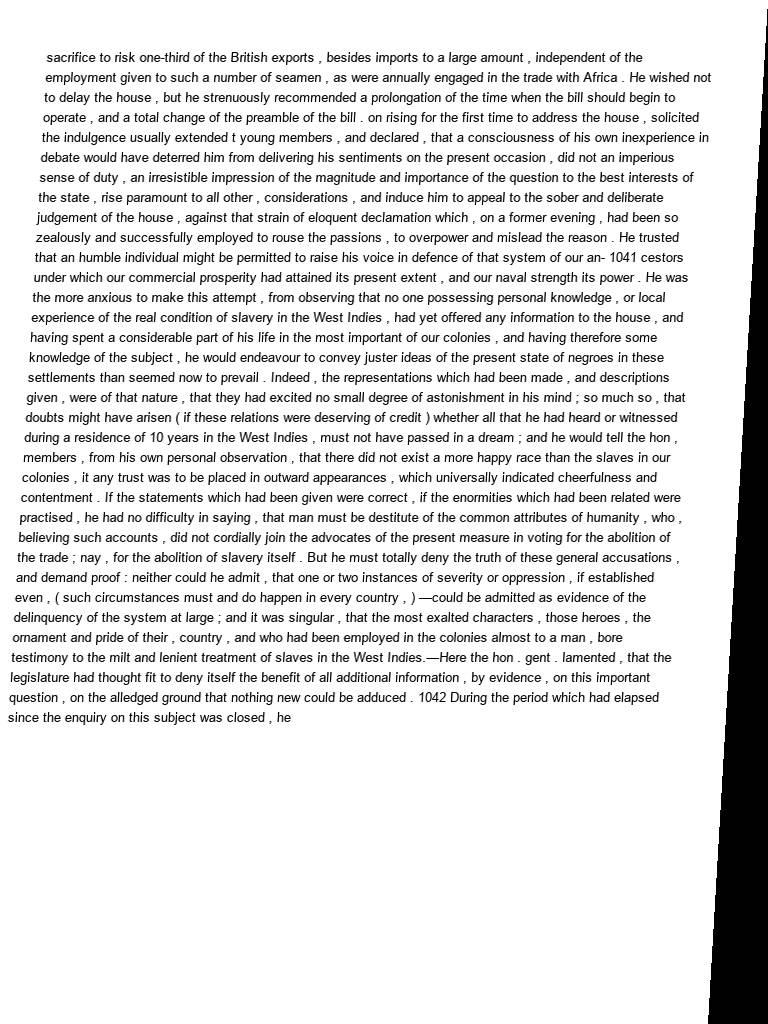 sacrifice to risk one-third of the British exports , besides imports to a large amount , independent of the
employment given to such a number of seamen , as were annually engaged in the trade with Africa . He wished not
to delay the house , but he strenuously recommended a prolongation of the time when the bill should begin to
operate , and a total change of the preamble of the bill . on rising for the first time to address the house , solicited
the indulgence usually extended t young members , and declared , that a consciousness of his own inexperience in
debate would have deterred him from delivering his sentiments on the present occasion , did not an imperious
sense of duty , an irresistible impression of the magnitude and importance of the question to the best interests of
the state , rise paramount to all other , considerations , and induce him to appeal to the sober and deliberate
judgement of the house , against that strain of eloquent declamation which , on a former evening , had been so
zealously and successfully employed to rouse the passions , to overpower and mislead the reason . He trusted
that an humble individual might be permitted to raise his voice in defence of that system of our an- 1041 cestors
under which our commercial prosperity had attained its present extent , and our naval strength its power . He was
the more anxious to make this attempt , from observing that no one possessing personal knowledge , or local
experience of the real condition of slavery in the West Indies , had yet offered any information to the house , and
having spent a considerable part of his life in the most important of our colonies , and having therefore some
knowledge of the subject , he would endeavour to convey juster ideas of the present state of negroes in these
settlements than seemed now to prevail . Indeed , the representations which had been made , and descriptions
given , were of that nature , that they had excited no small degree of astonishment in his mind ; so much so , that
doubts might have arisen ( if these relations were deserving of credit ) whether all that he had heard or witnessed
during a residence of 10 years in the West Indies , must not have passed in a dream ; and he would tell the hon ,
members , from his own personal observation , that there did not exist a more happy race than the slaves in our
colonies , it any trust was to be placed in outward appearances , which universally indicated cheerfulness and
contentment . If the statements which had been given were correct , if the enormities which had been related were
practised , he had no difficulty in saying , that man must be destitute of the common attributes of humanity , who ,
believing such accounts , did not cordially join the advocates of the present measure in voting for the abolition of
the trade ; nay , for the abolition of slavery itself . But he must totally deny the truth of these general accusations ,
and demand proof : neither could he admit , that one or two instances of severity or oppression , if established
even , ( such circumstances must and do happen in every country , ) —could be admitted as evidence of the
delinquency of the system at large ; and it was singular , that the most exalted characters , those heroes , the
ornament and pride of their , country , and who had been employed in the colonies almost to a man , bore
testimony to the milt and lenient treatment of slaves in the West Indies.—Here the hon . gent . lamented , that the
legislature had thought fit to deny itself the benefit of all additional information , by evidence , on this important
question , on the alledged ground that nothing new could be adduced . 1042 During the period which had elapsed
since the enquiry on this subject was closed , he